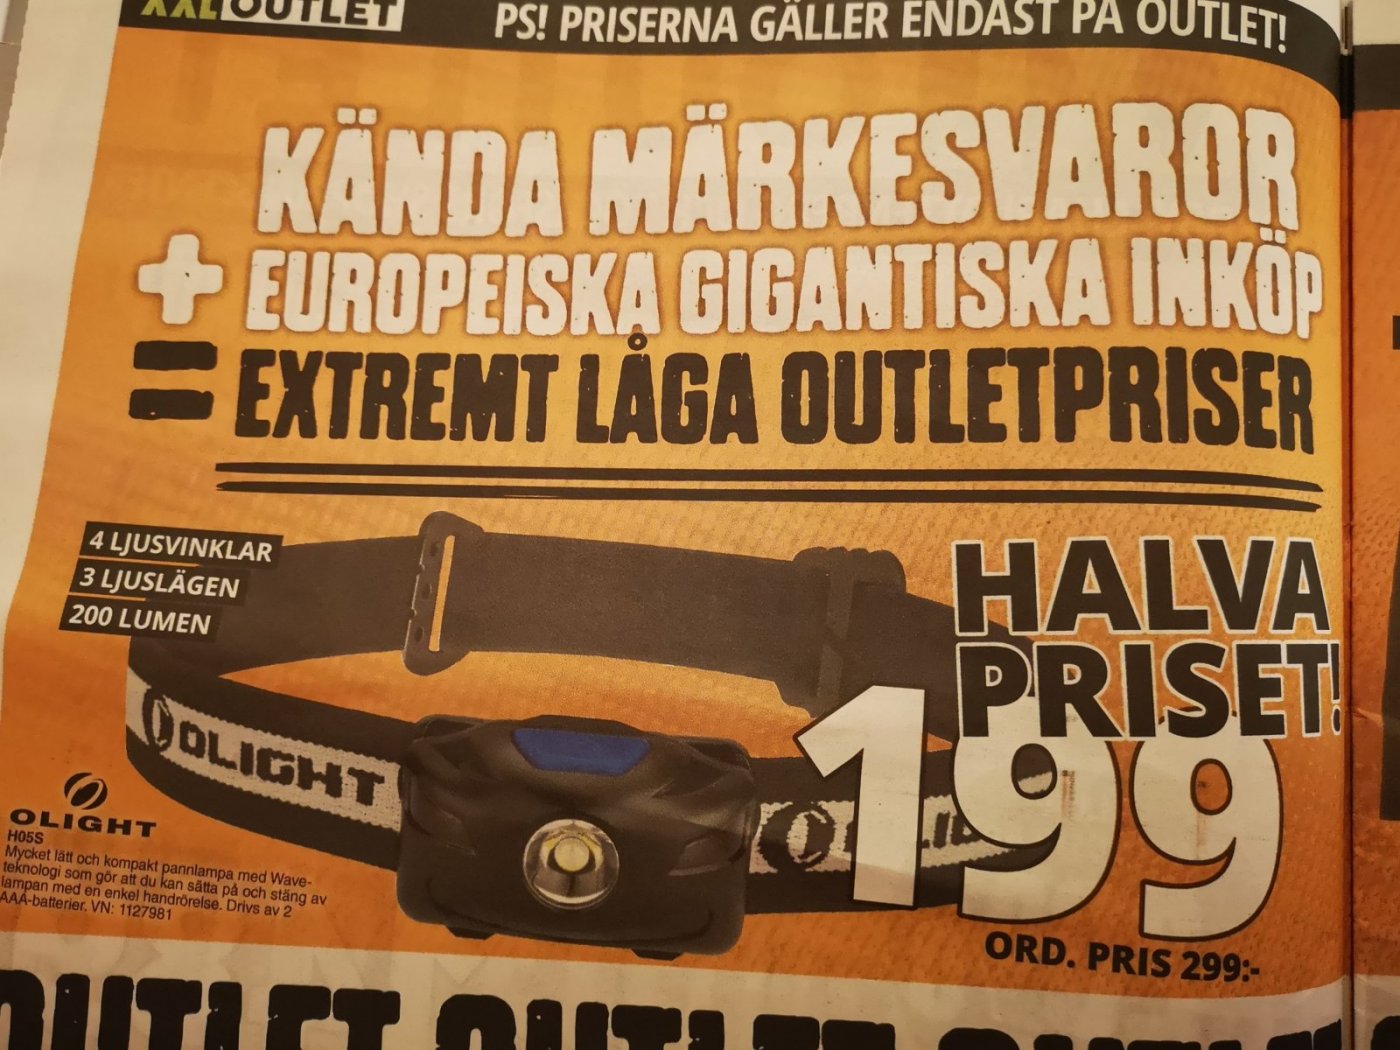 XXL OUTLET
PS! PRISERNA GÄLLER ENDAST PÅ OUTLET!
KÄNDA MÄRKESVAROR
+ EUROPEISKA GIGANTISKA INKÖP
= EXTREMT LÅGA OUTLETPRISER
4 LJUSVINKLAR
3 LJUSLÄGEN
200 LUMEN
HALVA
PRISET!
199
ORD. PRIS 299:-
OLIGHT
OLIGHT
H05S
Mycket lätt och kompakt pannlampa med Wave-
teknologi som gör att du kan sätta på och stäng av
lampan med en enkel handrörelse. Drivs av 2
AAA-batterier. VN: 1127981
OUTLET OUTLET OUTLET